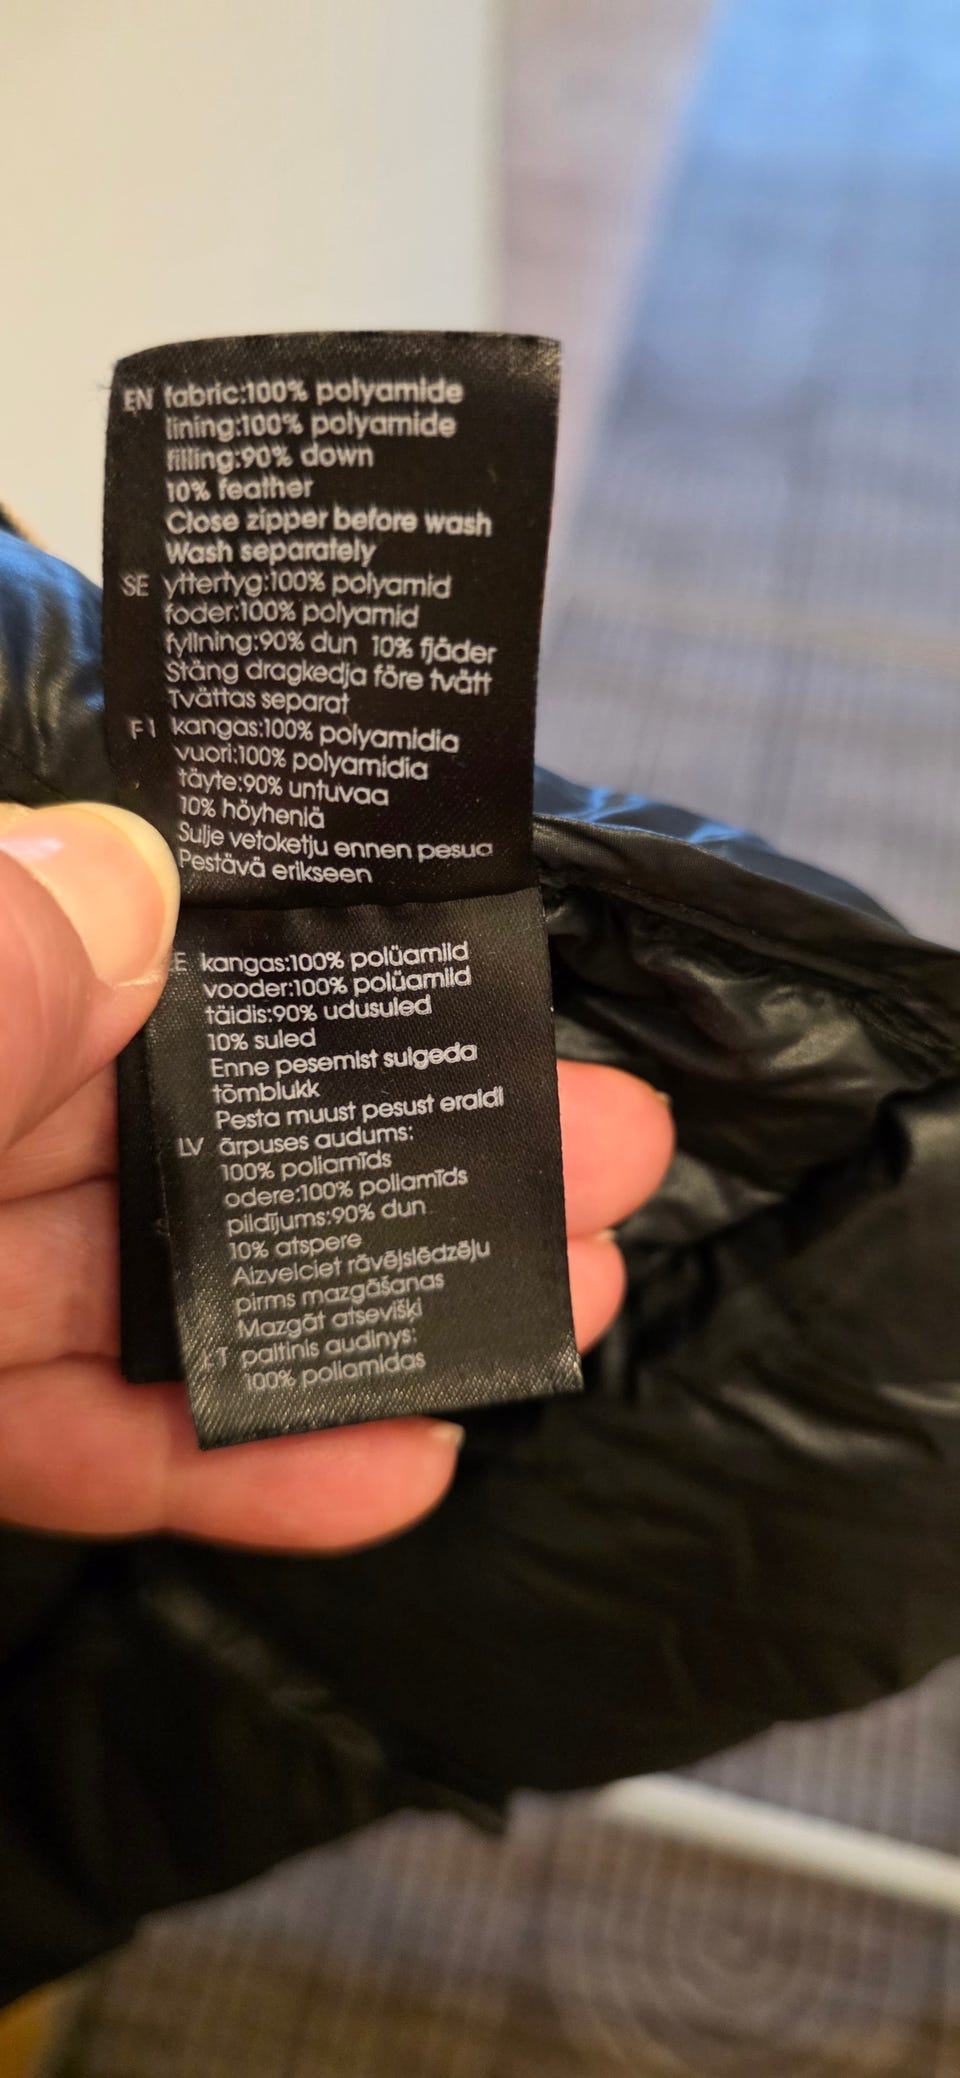 EN fabric:100% polyamide
lining:100% polyamide
filling:90% down
10% feather
Close zipper before wash
Wash separately
SE yttertyg:100% polyamid
foder:100% polyamid
fyllning:90% dun 10% fjäder
Stäng dragkedja före tvätt
Tvättas separat
FI kangas:100% polyamidia
vuori:100% polyamidia
täyte:90% untuvaa
10% höyheniä
Sulje vetoketju ennen pesua
Pestävä erikseen
E kangas:100% polüamiid
vooder:100% polüamiid
täidis:90% udusuled
10% suled
Enne pesemist sulgeda
tõmblukk
Pesta muust pesust eraldi
LV ārpuses audums:
100% poliamīds
odere:100% poliamīds
pildījums:90% dun
10% atspere
Aizvelciet rāvējslēdzēju
pirms mazgāšanas
Mazgāt atsevišķi
LT paltinis audinys:
100% poliamidas